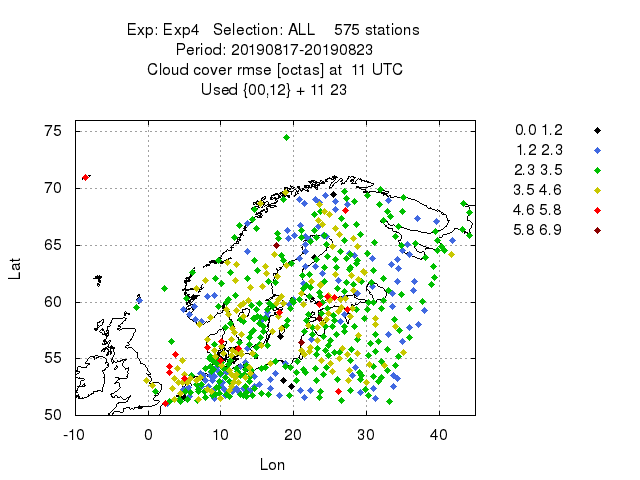 Exp: Exp4 Selection: ALL 575 stations
Period: 20190817-20190823
Cloud cover rmse [octas] at 11 UTC
Used {00,12} + 11 23
75
70
65
60
55
50
Lat
-10 0 10 20 30 40
Lon
0.0 1.2
1.2 2.3
2.3 3.5
3.5 4.6
4.6 5.8
5.8 6.9